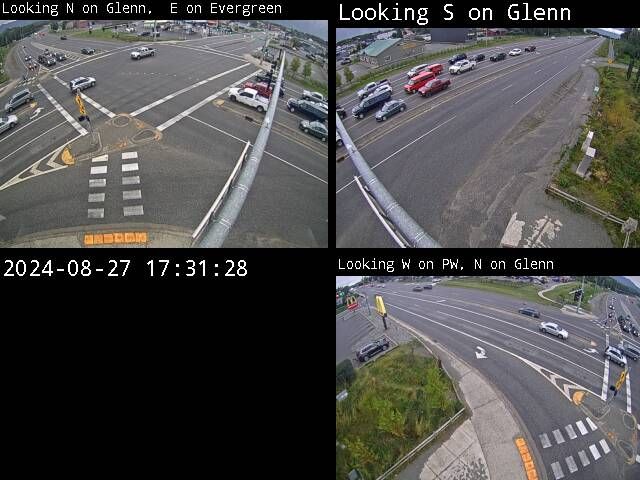 Looking N on Glenn,  E on Evergreen
Looking S on Glenn
2024-08-27 17:31:28
Looking W on PW, N on Glenn